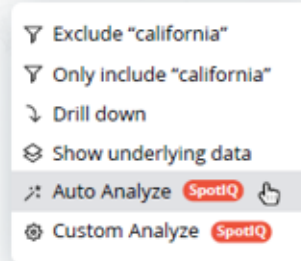 Exclude “california”
Only include “california”
Drill down
Show underlying data
Auto Analyze SpotIQ
Custom Analyze SpotIQ